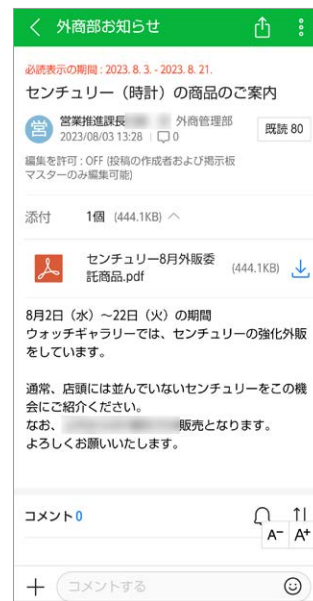 外商部お知らせ
必読表示の期間 : 2023. 8. 3. - 2023. 8. 21.
センチュリー（時計）の商品のご案内
営
営業推進課長 外商管理部
2023/08/03 13:28 0
既読 80
編集を許可 : OFF (投稿の作成者および掲示板
マスターのみ編集可能)
添付 1個 (444.1KB)
センチュリー8月外販委
託商品.pdf
(444.1KB)
8月2日（水）～22日（火）の期間
ウォッチギャラリーでは、センチュリーの強化外販
をしています。
通常、店頭には並んでいないセンチュリーをこの機
会にご紹介ください。
なお、 販売となります。
よろしくお願いいたします。
コメント 0
A- A+
コメントする